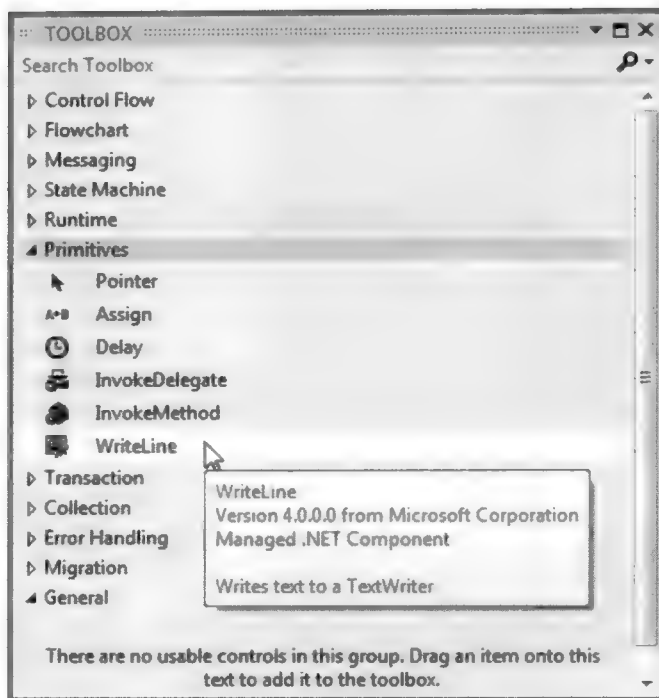 TOOLBOX
Search Toolbox
Control Flow
Flowchart
Messaging
State Machine
Runtime
Primitives
Pointer
A+B Assign
Delay
InvokeDelegate
InvokeMethod
WriteLine
Transaction
Collection
Error Handling
Migration
General
WriteLine
Version 4.0.0.0 from Microsoft Corporation
Managed .NET Component
Writes text to a TextWriter
There are no usable controls in this group. Drag an item onto this
text to add it to the toolbox.